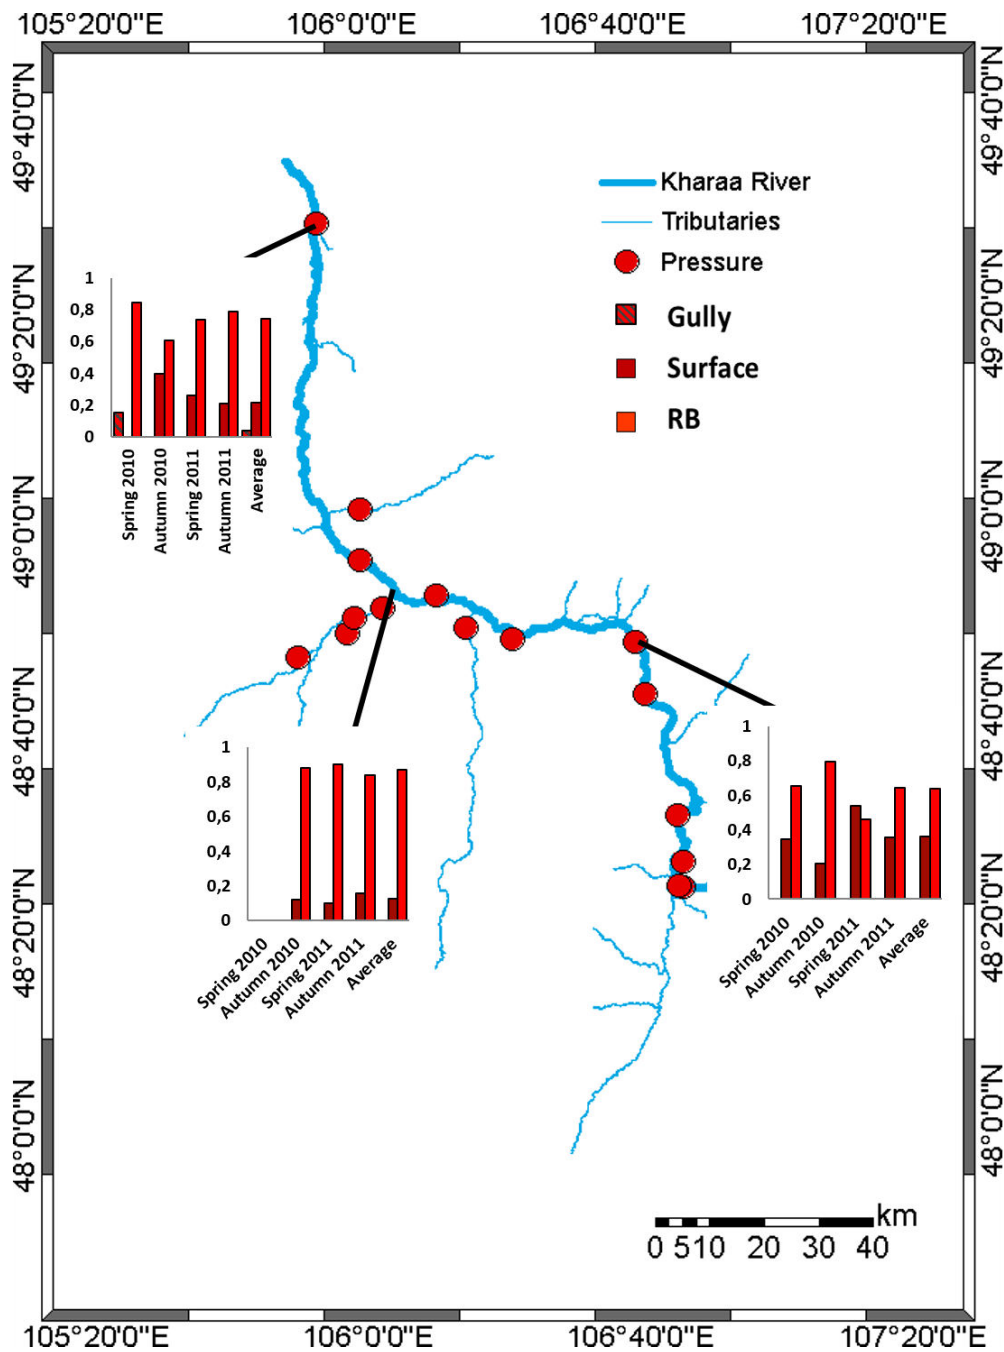 105°20'0"E 106°0'0"E 106°40'0"E 107°20'0"E
49°40'0"N
49°20'0"N
49°0'0"N
48°40'0"N
48°20'0"N
48°0'0"N
49°40'0"N
49°20'0"N
49°0'0"N
48°40'0"N
48°20'0"N
48°0'0"N
Kharaa River
Tributaries
Pressure
Gully
Surface
RB
1
0,8
0,6
0,4
0,2
0
Spring 2010
Autumn 2010
Spring 2011
Autumn 2011
Average
1
0,8
0,6
0,4
0,2
0
Spring 2010
Autumn 2010
Spring 2011
Autumn 2011
Average
1
0,8
0,6
0,4
0,2
0
Spring 2010
Autumn 2010
Spring 2011
Autumn 2011
Average
km
0 5 10 20 30 40
105°20'0"E 106°0'0"E 106°40'0"E 107°20'0"E